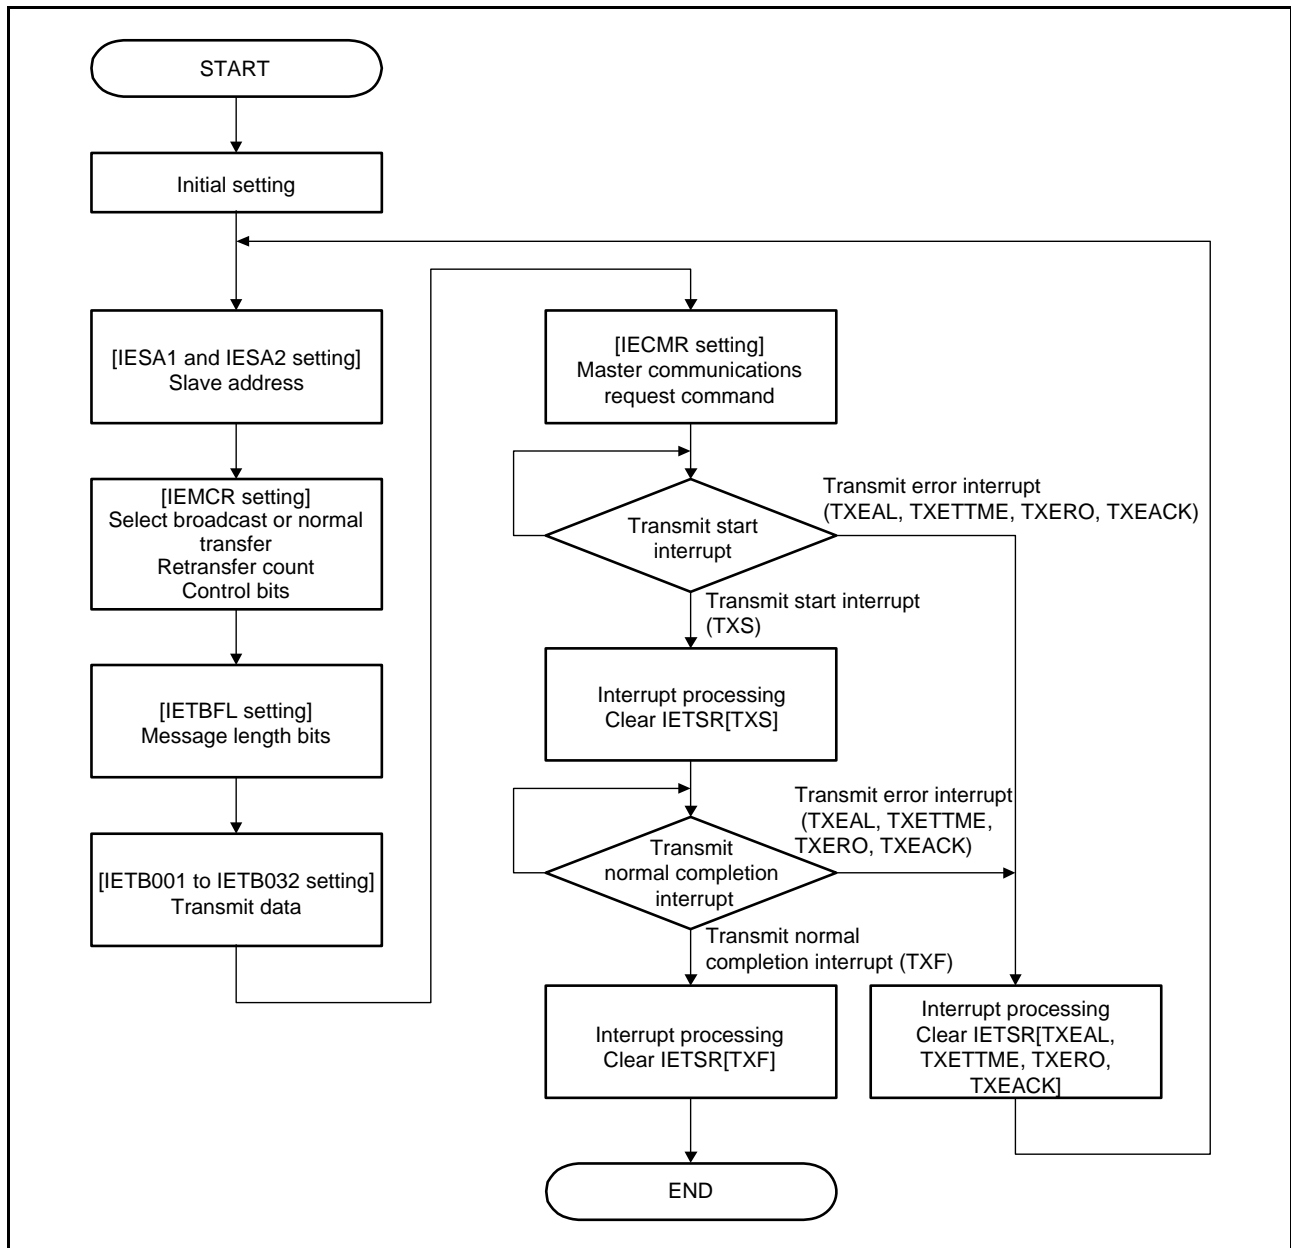 START
Initial setting
[IESA1 and IESA2 setting]
Slave address
[IEMCR setting]
Select broadcast or normal
transfer
Retransfer count
Control bits
[IETBFL setting]
Message length bits
[IETB001 to IETB032 setting]
Transmit data
[IECMR setting]
Master communications
request command
Transmit start
interrupt
Transmit error interrupt
(TXEAL, TXETTME, TXERO, TXEACK)
Transmit start interrupt
(TXS)
Interrupt processing
Clear IETSR[TXS]
Transmit
normal completion
interrupt
Transmit error interrupt
(TXEAL, TXETTME,
TXERO, TXEACK)
Transmit normal
completion interrupt (TXF)
Interrupt processing
Clear IETSR[TXF]
Interrupt processing
Clear IETSR[TXEAL,
TXETTME, TXERO,
TXEACK]
END